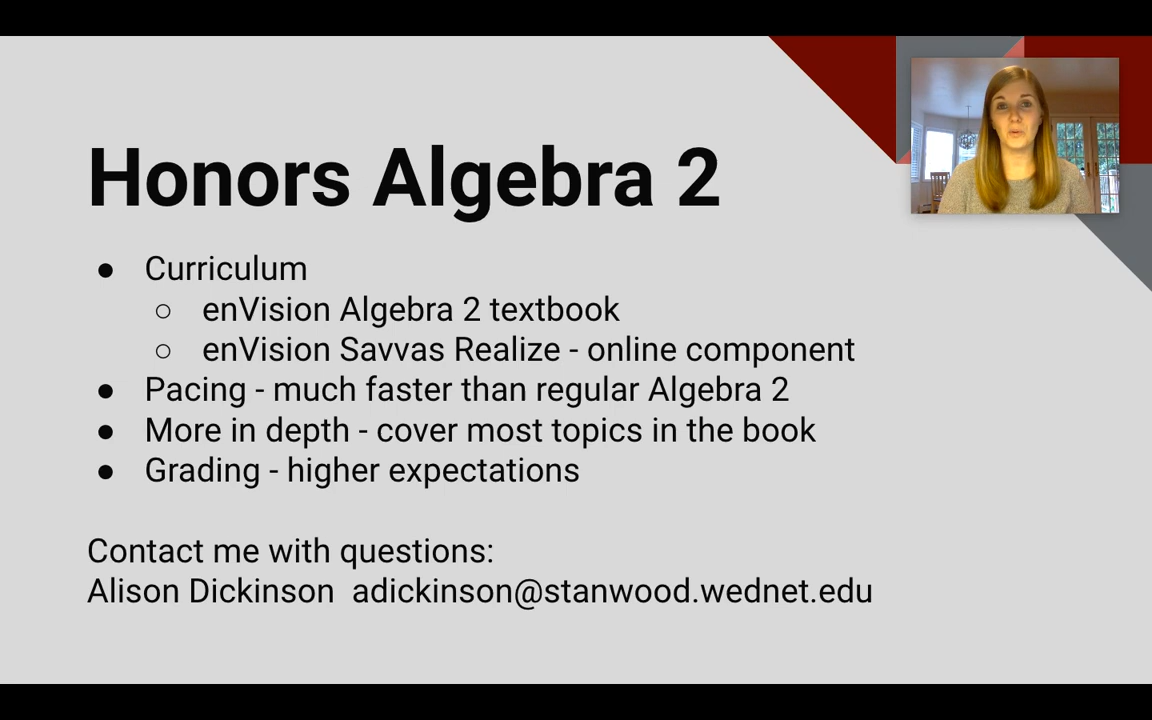 Honors Algebra 2
● Curriculum
○ enVision Algebra 2 textbook
○ enVision Savvas Realize - online component
● Pacing - much faster than regular Algebra 2
● More in depth - cover most topics in the book
● Grading - higher expectations
Contact me with questions:
Alison Dickinson  adickinson@stanwood.wednet.edu